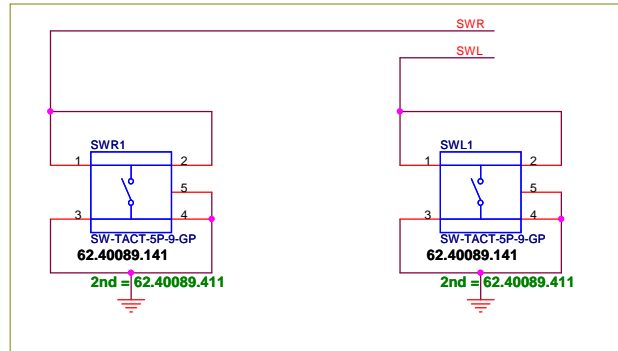 SWR
SWL
SWR1
1
2
5
3
4
SW-TACT-5P-9-GP
62.40089.141
2nd = 62.40089.411
SWL1
1
2
5
3
4
SW-TACT-5P-9-GP
62.40089.141
2nd = 62.40089.411